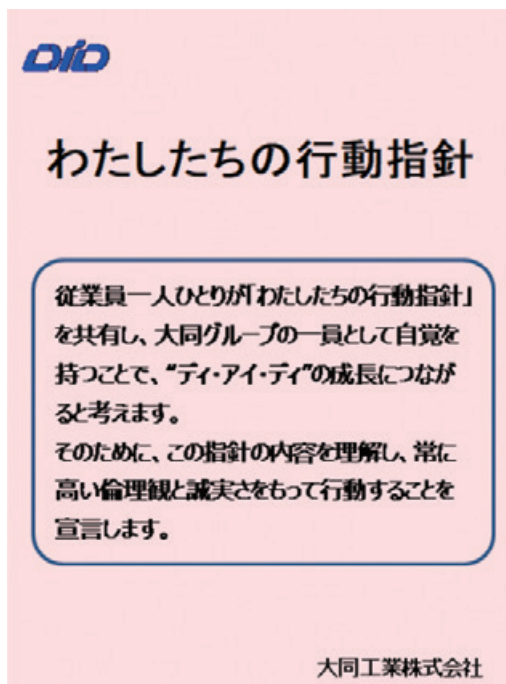 DID
わたしたちの行動指針
従業員一人ひとりが「わたしたちの行動指針」
を共有し、大同グループの一員として自覚を
持つことで、“ディ・アイ・ディ”の成長につなが
ると考えます。
そのために、この指針の内容を理解し、常に
高い倫理観と誠実さをもって行動することを
宣言します。
大同工業株式会社